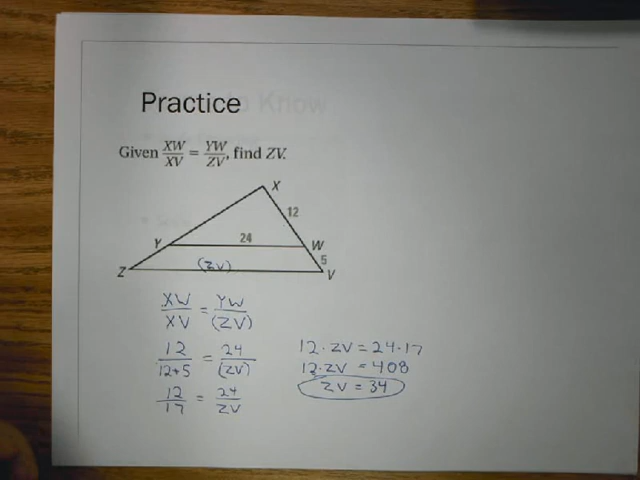 Practice
Given XW/XV = YW/ZV, find ZV.
X
12
Y
24
W
5
Z
(ZV)
V
XW/XV = YW/(ZV)
12/12+5 = 24/(ZV)
12/17 = 24/ZV
12·ZV = 24·17
12·ZV = 408
ZV = 34